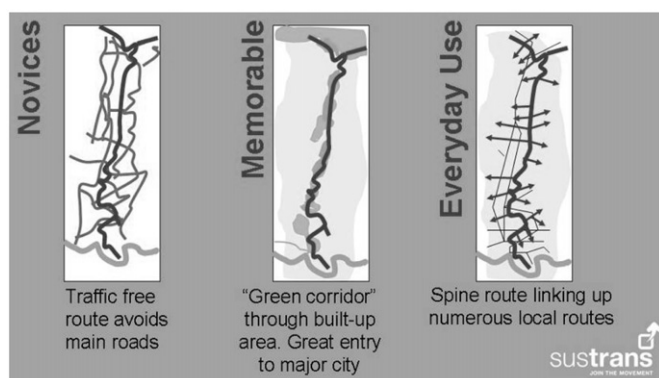 Novices
Memorable
Everyday Use
Traffic free
route avoids
main roads
“Green corridor”
through built-up
area. Great entry
to major city
Spine route linking up
numerous local routes
sustrans
JOIN THE MOVEMENT